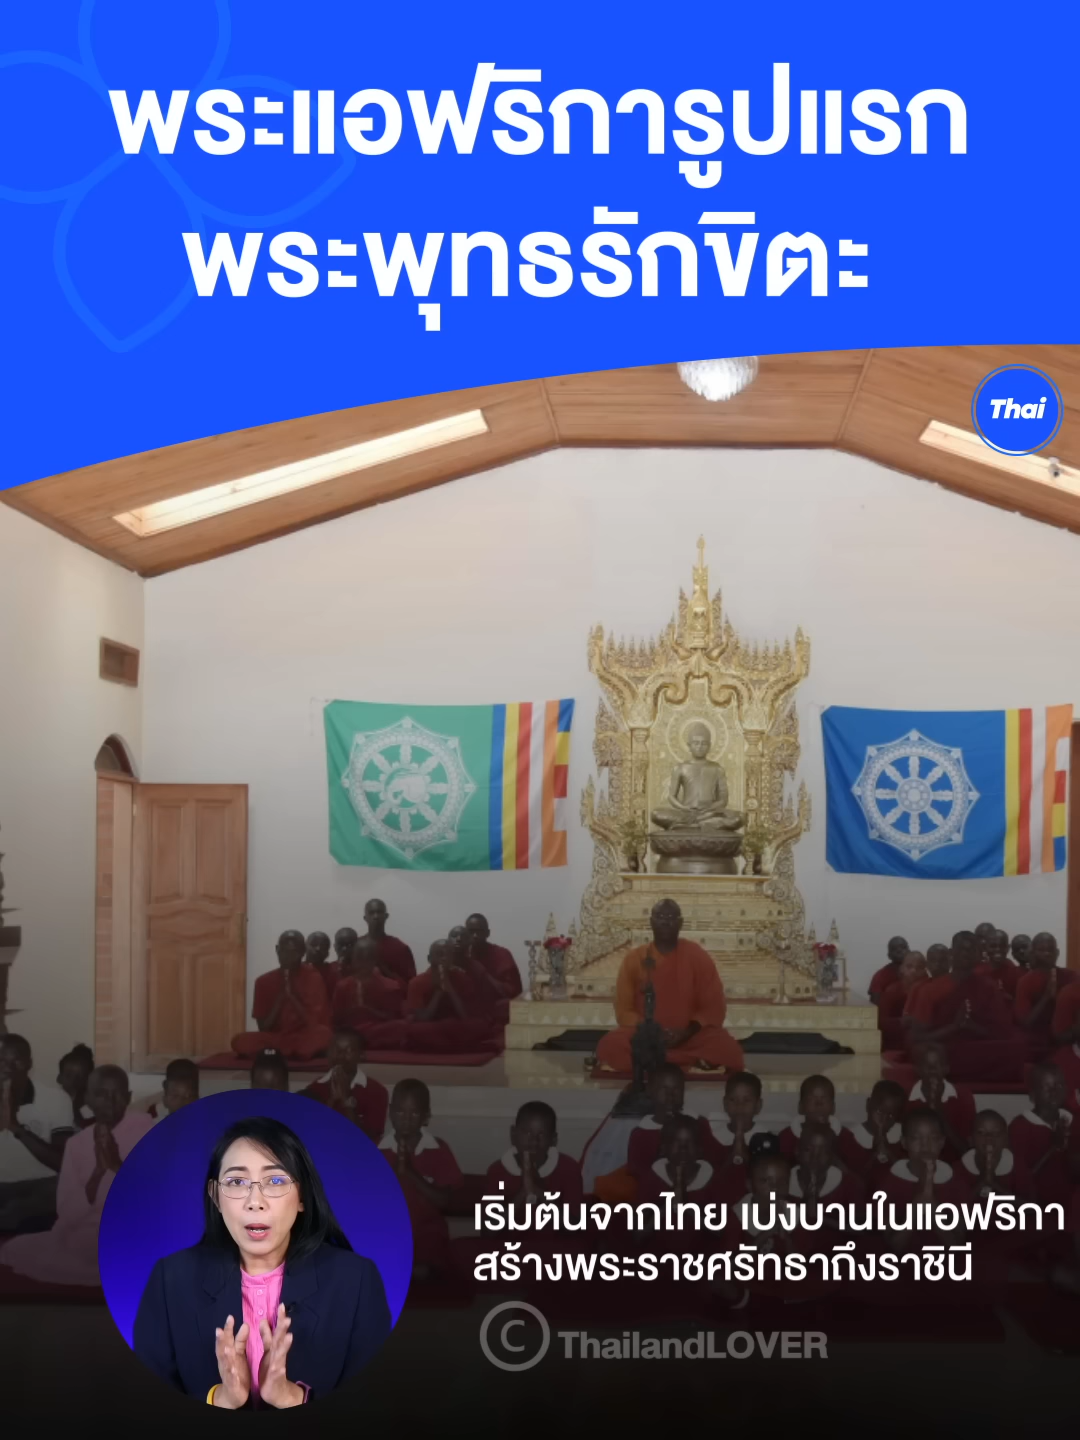 พระแอฟริการูปแรก
พระพุทธรักขิตะ
Thai
เริ่มต้นจากไทย เบ่งบานในแอฟริกา
สร้างพระราชศรัทธาถึงราชินี
© ThailandLOVER